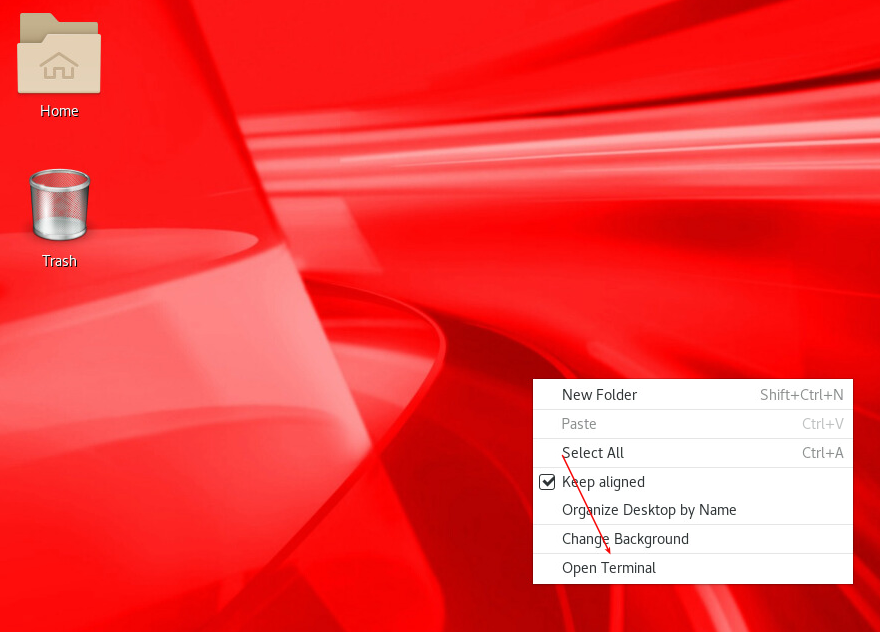 Home
Trash
New Folder Shift+Ctrl+N
Paste Ctrl+V
Select All Ctrl+A
Keep aligned
Organize Desktop by Name
Change Background
Open Terminal